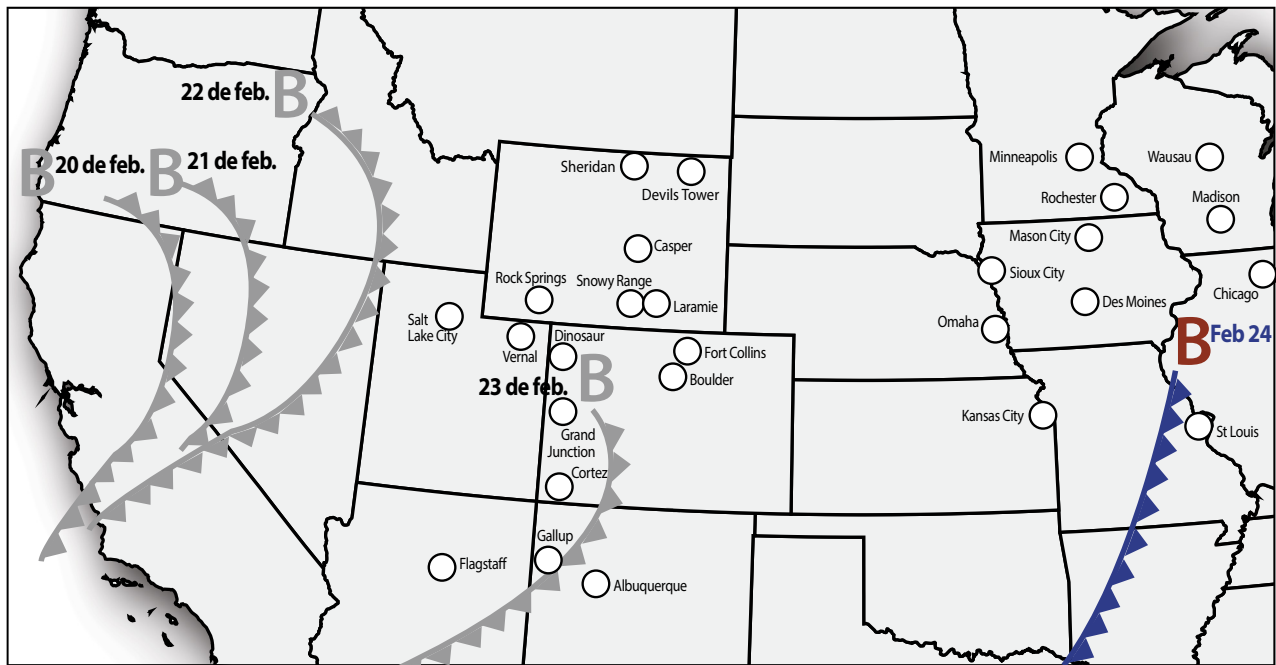 22 de feb.
B
B
20 de feb.
B
21 de feb.
Sheridan
Devils Tower
Minneapolis
Wausau
Rochester
Madison
Casper
Mason City
Rock Springs
Snowy Range
Laramie
Sioux City
Chicago
Des Moines
Salt
Lake City
Vernal
Dinosaur
Fort Collins
Omaha
B
Feb 24
23 de feb.
B
Boulder
Grand
Junction
Kansas City
St Louis
Cortez
Gallup
Flagstaff
Albuquerque